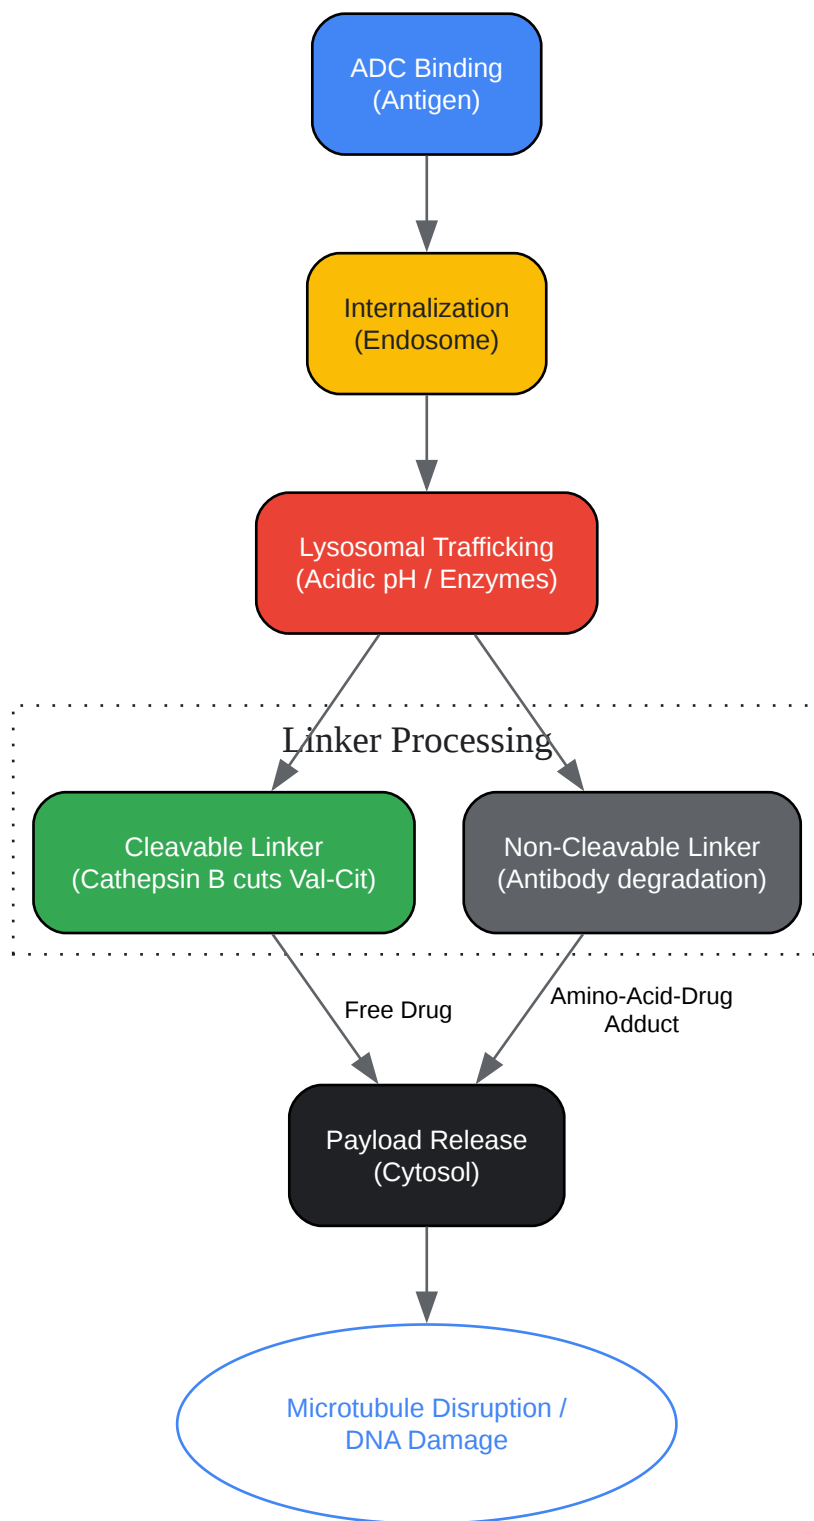 ADC Binding
(Antigen)
Internalization
(Endosome)
Lysosomal Trafficking
(Acidic pH / Enzymes)
Linker Processing
Cleavable Linker
(Cathepsin B cuts Val-Cit)
Non-Cleavable Linker
(Antibody degradation)
Free Drug
Amino-Acid-Drug
Adduct
Payload Release
(Cytosol)
Microtubule Disruption /
DNA Damage